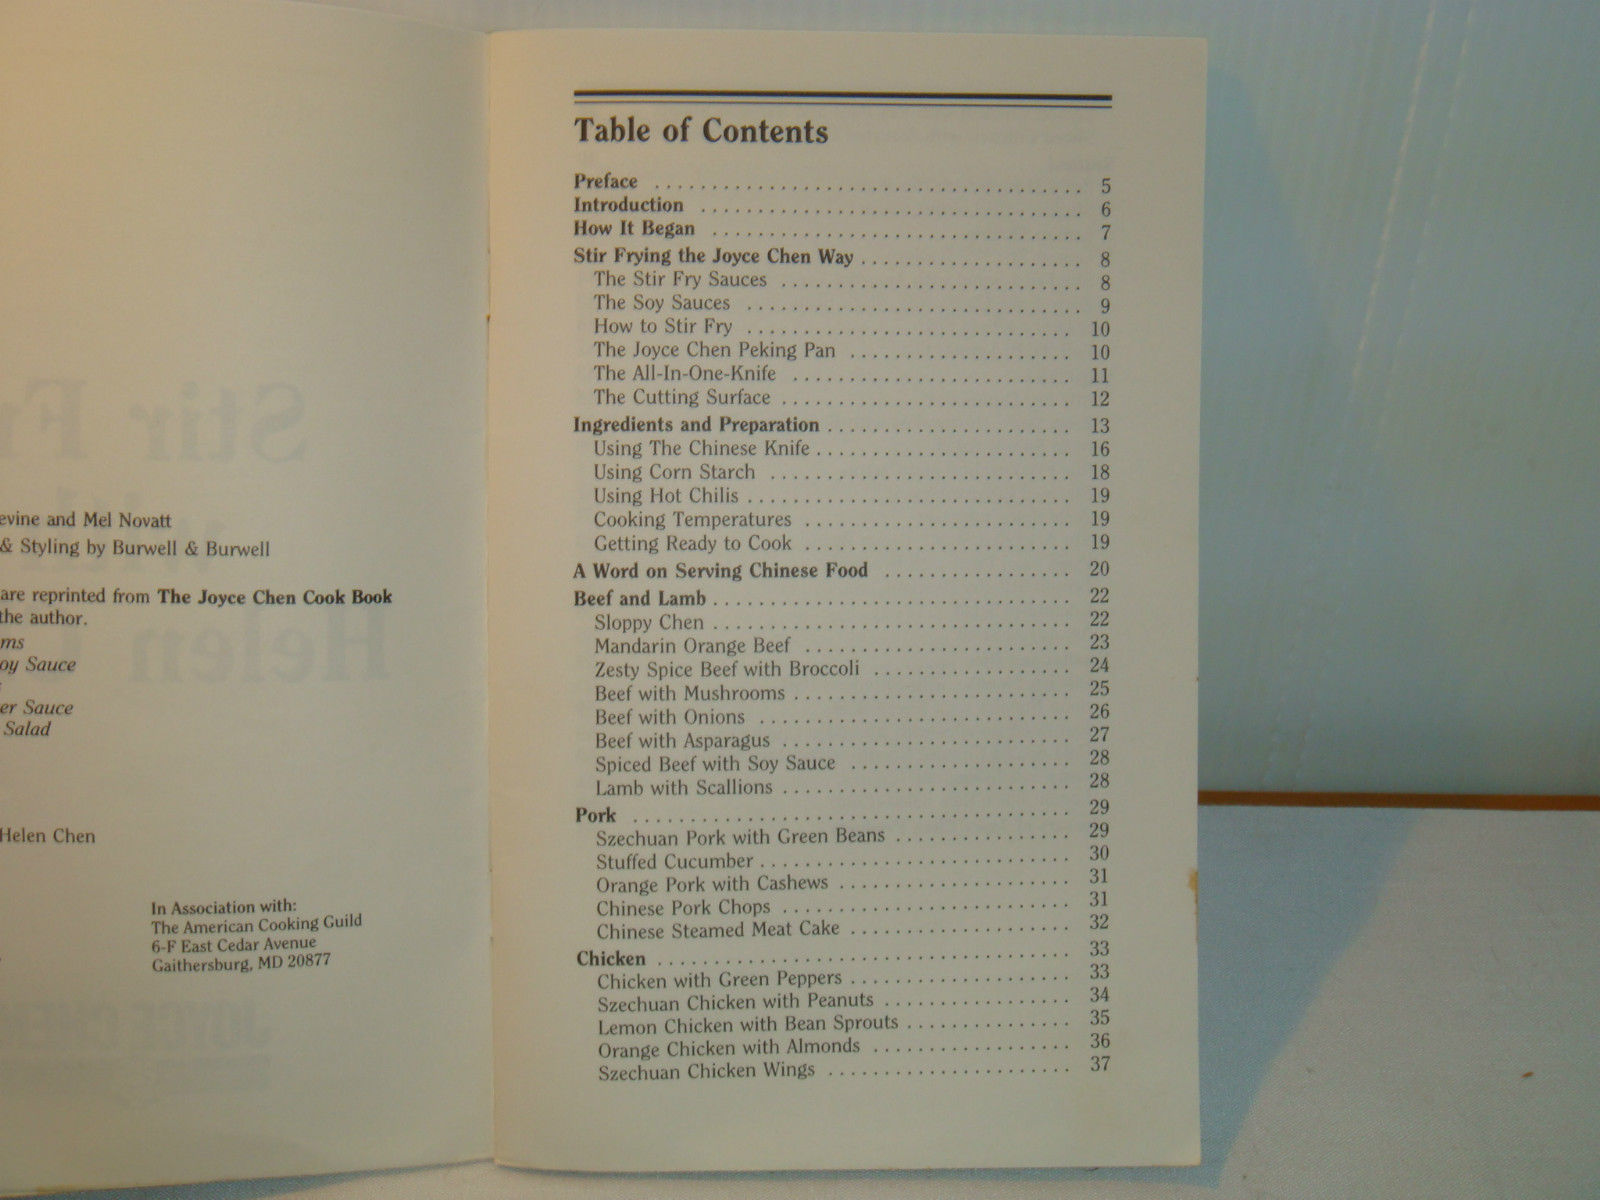 evine and Mel Novatt
& Styling by Burwell & Burwell
are reprinted from The Joyce Chen Cook Book
the author.
ms
oy Sauce
er Sauce
Salad
Helen Chen
In Association with:
The American Cooking Guild
6-F East Cedar Avenue
Gaithersburg, MD 20877
Table of Contents
Preface . . . . . . . . . . . . . . . . . . . . 5
Introduction . . . . . . . . . . . . . . . . . . . . 6
How It Began . . . . . . . . . . . . . . . . . . . . 7
Stir Frying the Joyce Chen Way . . . . . . . . . . . . . . . . . . . . 8
The Stir Fry Sauces . . . . . . . . . . . . . . . . . . . . 8
The Soy Sauces . . . . . . . . . . . . . . . . . . . . 9
How to Stir Fry . . . . . . . . . . . . . . . . . . . . 10
The Joyce Chen Peking Pan . . . . . . . . . . . . . . . . . . . . 10
The All-In-One-Knife . . . . . . . . . . . . . . . . . . . . 11
The Cutting Surface . . . . . . . . . . . . . . . . . . . . 12
Ingredients and Preparation . . . . . . . . . . . . . . . . . . . . 13
Using The Chinese Knife . . . . . . . . . . . . . . . . . . . . 16
Using Corn Starch . . . . . . . . . . . . . . . . . . . . 18
Using Hot Chilis . . . . . . . . . . . . . . . . . . . . 19
Cooking Temperatures . . . . . . . . . . . . . . . . . . . . 19
Getting Ready to Cook . . . . . . . . . . . . . . . . . . . . 19
A Word on Serving Chinese Food . . . . . . . . . . . . . . . . . . . . 20
Beef and Lamb . . . . . . . . . . . . . . . . . . . . 22
Sloppy Chen . . . . . . . . . . . . . . . . . . . . 22
Mandarin Orange Beef . . . . . . . . . . . . . . . . . . . . 23
Zesty Spice Beef with Broccoli . . . . . . . . . . . . . . . . . . . . 24
Beef with Mushrooms . . . . . . . . . . . . . . . . . . . . 25
Beef with Onions . . . . . . . . . . . . . . . . . . . . 26
Beef with Asparagus . . . . . . . . . . . . . . . . . . . . 27
Spiced Beef with Soy Sauce . . . . . . . . . . . . . . . . . . . . 28
Lamb with Scallions . . . . . . . . . . . . . . . . . . . . 28
Pork . . . . . . . . . . . . . . . . . . . . 29
Szechuan Pork with Green Beans . . . . . . . . . . . . . . . . . . . . 29
Stuffed Cucumber . . . . . . . . . . . . . . . . . . . . 30
Orange Pork with Cashews . . . . . . . . . . . . . . . . . . . . 31
Chinese Pork Chops . . . . . . . . . . . . . . . . . . . . 31
Chinese Steamed Meat Cake . . . . . . . . . . . . . . . . . . . . 32
Chicken . . . . . . . . . . . . . . . . . . . . 33
Chicken with Green Peppers . . . . . . . . . . . . . . . . . . . . 33
Szechuan Chicken with Peanuts . . . . . . . . . . . . . . . . . . . . 34
Lemon Chicken with Bean Sprouts . . . . . . . . . . . . . . . . . . . . 35
Orange Chicken with Almonds . . . . . . . . . . . . . . . . . . . . 36
Szechuan Chicken Wings . . . . . . . . . . . . . . . . . . . . 37